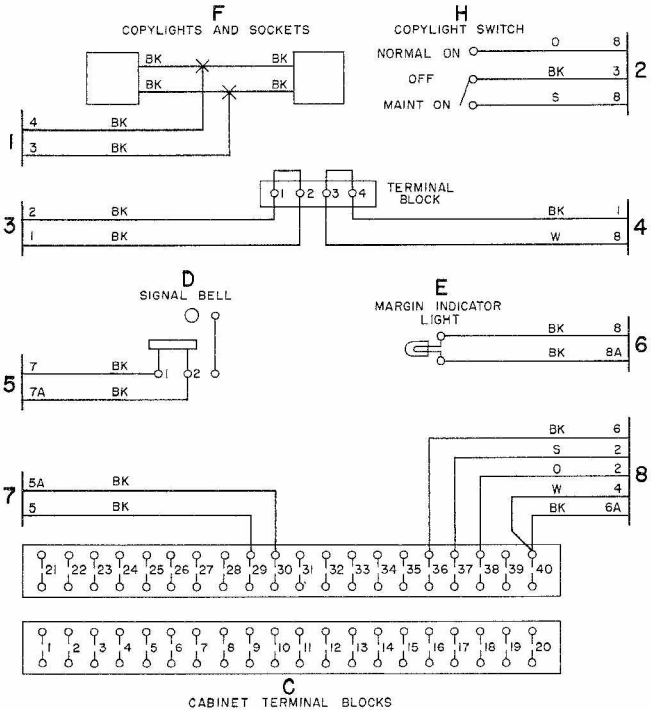 F
COPYLIGHTS AND SOCKETS
H
COPYLIGHT SWITCH
BK BK
BK BK
NORMAL ON O 8
OFF BK 3
MAINT ON S 8
2
1
4 BK
3 BK
1 2 3 4
TERMINAL
BLOCK
3
2 BK
1 BK
BK 1
W 8
4
D
SIGNAL BELL
E
MARGIN INDICATOR
LIGHT
BK 8
BK 8A
6
5
7 BK
7A BK
1 2
BK 6
S 2
O 2
W 4
BK 6A
8
7
5A BK
5 BK
21 22 23 24 25 26 27 28 29 30 31 32 33 34 35 36 37 38 39 40
1 2 3 4 5 6 7 8 9 10 11 12 13 14 15 16 17 18 19 20
C
CABINET TERMINAL BLOCKS